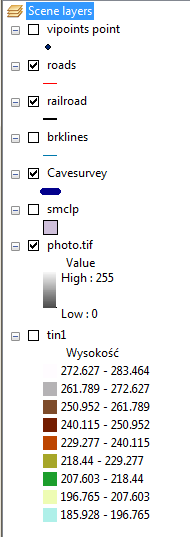 Scene layers
vipoints point
roads
railroad
brklines
Cavesurvey
smclp
photo.tif
Value
High : 255
Low : 0
tin1
Wysokość
272.627 - 283.464
261.789 - 272.627
250.952 - 261.789
240.115 - 250.952
229.277 - 240.115
218.44 - 229.277
207.603 - 218.44
196.765 - 207.603
185.928 - 196.765